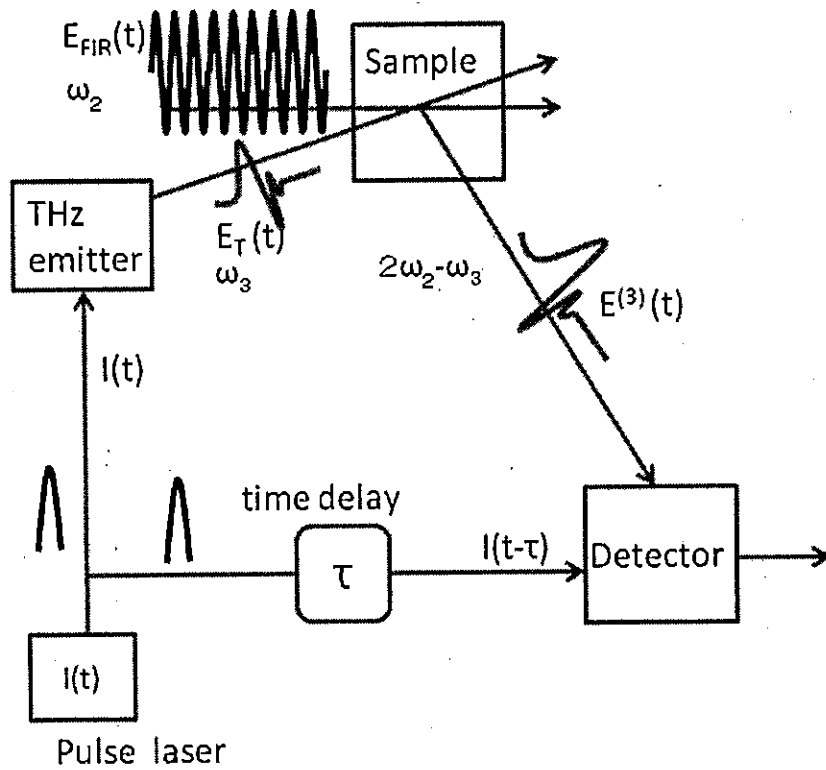 E_FIR(t)
ω₂
Sample
THz
emitter
E_T(t)
ω₃
2ω₂-ω₃
E⁽³⁾(t)
I(t)
time delay
τ
I(t-τ)
Detector
I(t)
Pulse laser